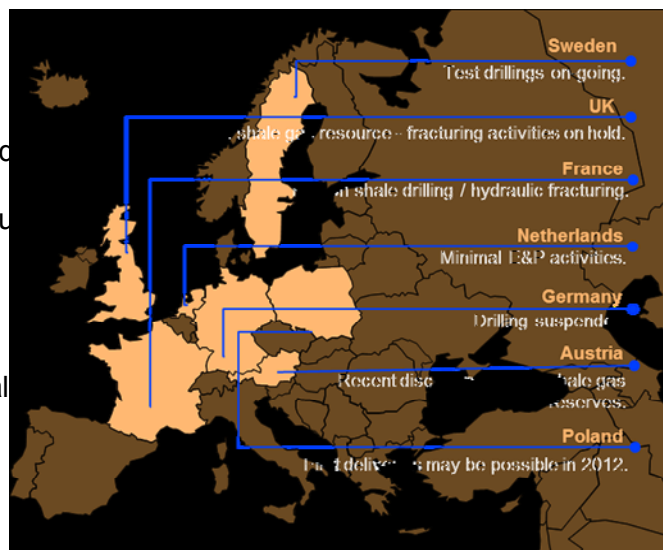 Sweden
Test drillings on going.
UK
shale resource - fracturing activities on hold.
France
shale drilling / hydraulic fracturing.
Netherlands
Minimal E&P activities.
Germany
Drilling
Austria
Recent gas
reserves.
Poland
may be possible in 2012.